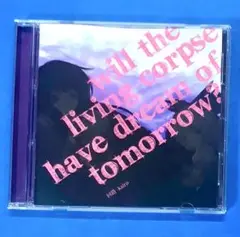 will the
living corpse
have dream of
tomorrow?